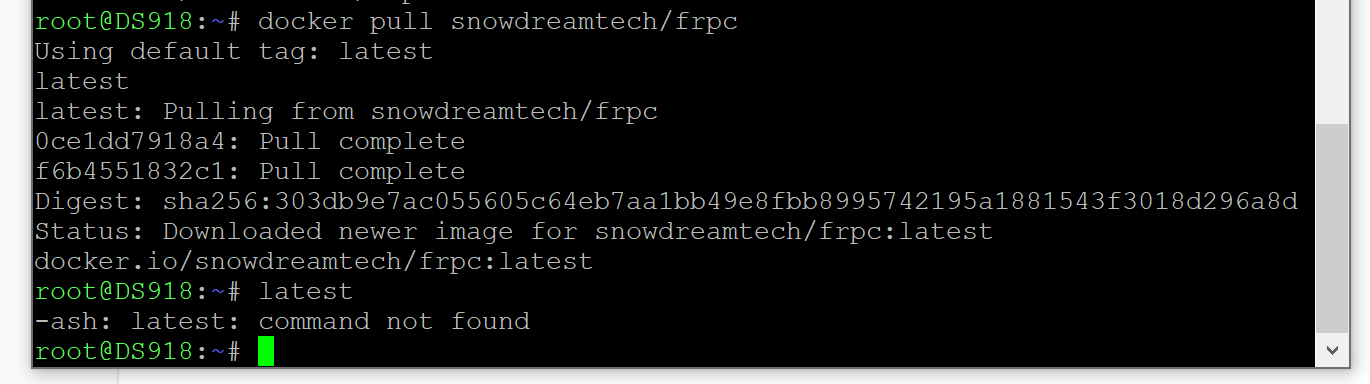 root@DS918:~# docker pull snowdreamtech/frpc
Using default tag: latest
latest
latest: Pulling from snowdreamtech/frpc
0ce1dd7918a4: Pull complete
f6b4551832c1: Pull complete
Digest: sha256:303db9e7ac055605c64eb7aa1bb49e8fbb8995742195a1881543f3018d296a8d
Status: Downloaded newer image for snowdreamtech/frpc:latest
docker.io/snowdreamtech/frpc:latest
root@DS918:~# latest
-ash: latest: command not found
root@DS918:~#